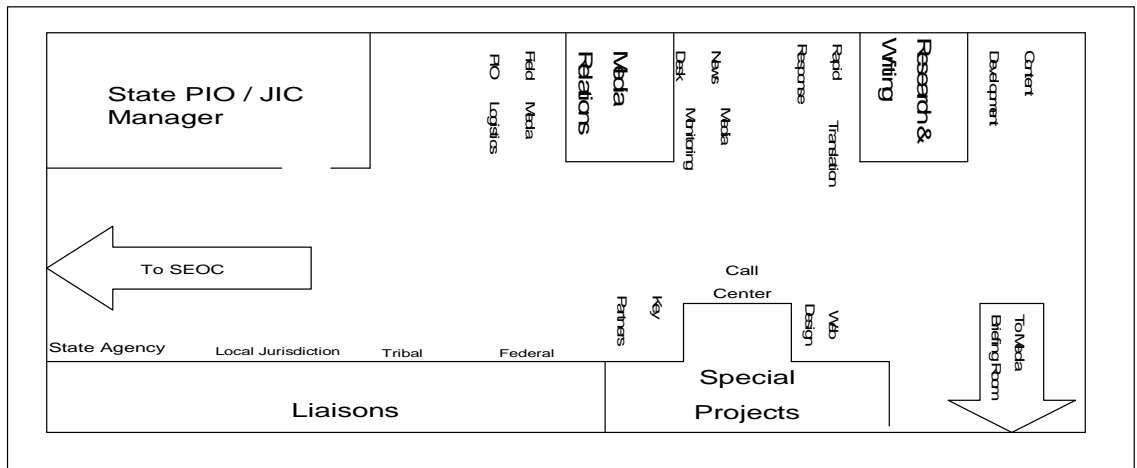 State PIO / JIC
Manager
PIO Logistics
Field Media
Media
Relations
News
Desk
Media
Monitoring
Rapid
Response
Translation
Research &
Writing
Content
Development
To SEOC
Call
Center
Key
Partners
Web
Design
To Media
Briefing Room
State Agency
Local Jurisdiction
Tribal
Federal
Liaisons
Special
Projects